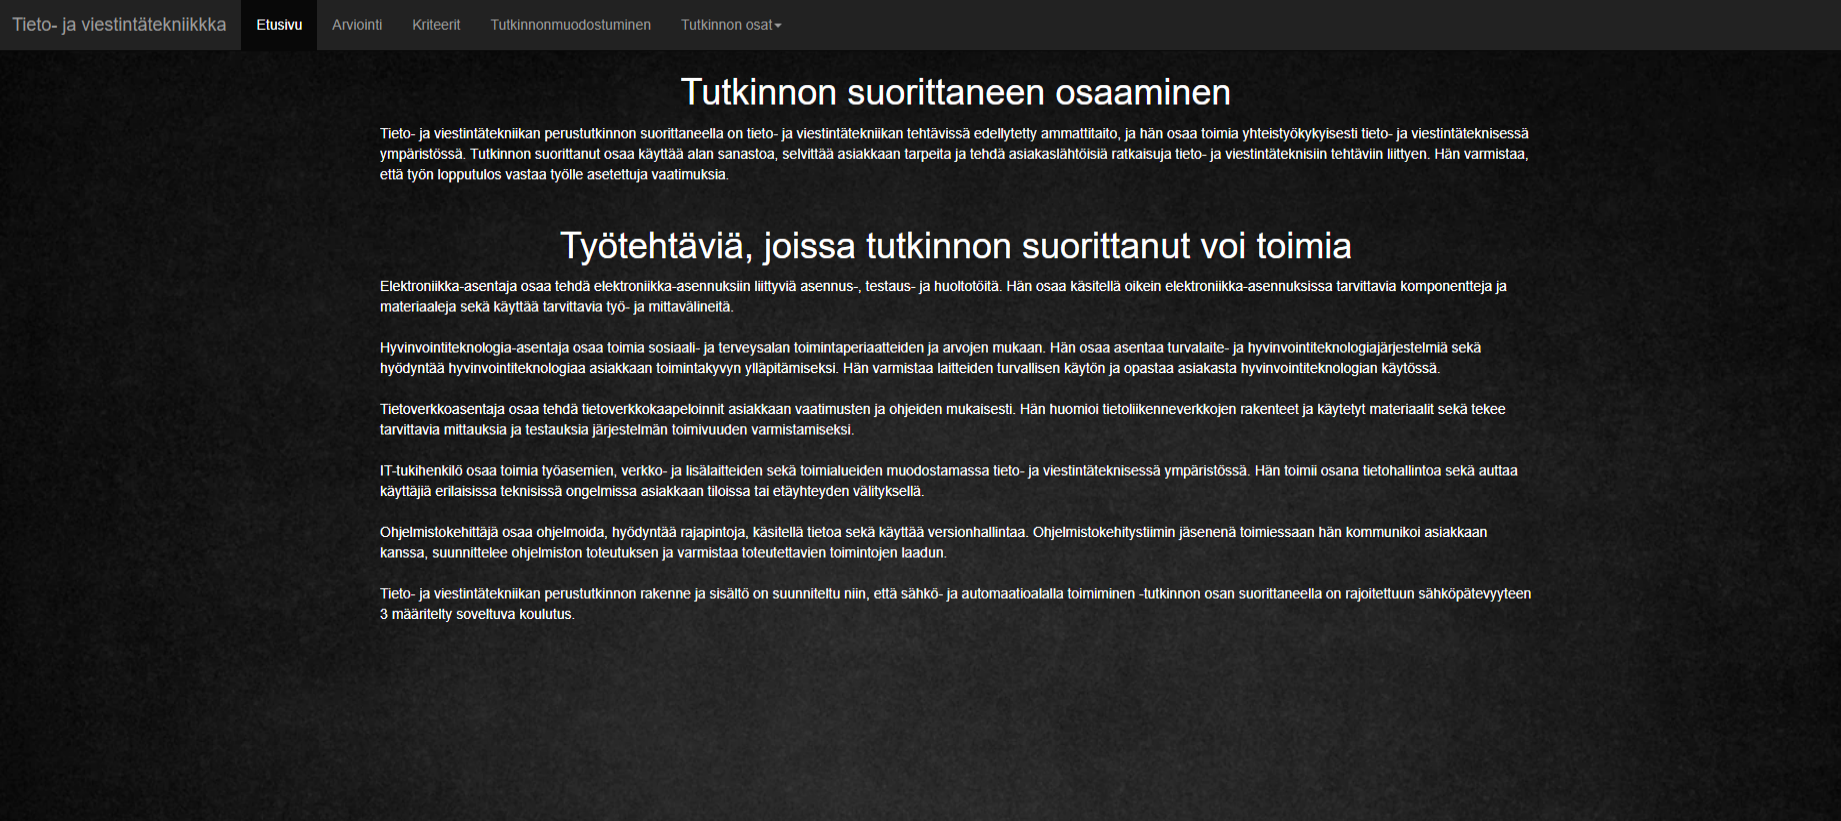 Tieto- ja viestintätekniikkka
Etusivu
Arviointi
Kriteerit
Tutkinnonmuodostuminen
Tutkinnon osat
Tutkinnon suorittaneen osaaminen
Tieto- ja viestintätekniikan perustutkinnon suorittaneella on tieto- ja viestintätekniikan tehtävissä edellytetty ammattitaito, ja hän osaa toimia yhteistyökykyisesti tieto- ja viestintäteknisessä
ympäristössä. Tutkinnon suorittanut osaa käyttää alan sanastoa, selvittää asiakkaan tarpeita ja tehdä asiakaslähtöisiä ratkaisuja tieto- ja viestintäteknisiin tehtäviin liittyen. Hän varmistaa,
että työn lopputulos vastaa työlle asetettuja vaatimuksia.
Työtehtäviä, joissa tutkinnon suorittanut voi toimia
Elektroniikka-asentaja osaa tehdä elektroniikka-asennuksiin liittyviä asennus-, testaus- ja huoltotöitä. Hän osaa käsitellä oikein elektroniikka-asennuksissa tarvittavia komponentteja ja
materiaaleja sekä käyttää tarvittavia työ- ja mittavälineitä.
Hyvinvointiteknologia-asentaja osaa toimia sosiaali- ja terveysalan toimintaperiaatteiden ja arvojen mukaan. Hän osaa asentaa turvalaite- ja hyvinvointiteknologiajärjestelmiä sekä
hyödyntää hyvinvointiteknologiaa asiakkaan toimintakyvyn ylläpitämiseksi. Hän varmistaa laitteiden turvallisen käytön ja opastaa asiakasta hyvinvointiteknologian käytössä.
Tietoverkkoasentaja osaa tehdä tietoverkkokaapeloinnit asiakkaan vaatimusten ja ohjeiden mukaisesti. Hän huomioi tietoliikenneverkkojen rakenteet ja käytetyt materiaalit sekä tekee
tarvittavia mittauksia ja testauksia järjestelmän toimivuuden varmistamiseksi.
IT-tukihenkilö osaa toimia työasemien, verkko- ja lisälaitteiden sekä toimialueiden muodostamassa tieto- ja viestintäteknisessä ympäristössä. Hän toimii osana tietohallintoa sekä auttaa
käyttäjiä erilaisissa teknisissä ongelmissa asiakkaan tiloissa tai etäyhteyden välityksellä.
Ohjelmistokehittäjä osaa ohjelmoida, hyödyntää rajapintoja, käsitellä tietoa sekä käyttää versionhallintaa. Ohjelmistokehitystiimin jäsenenä toimiessaan hän kommunikoi asiakkaan
kanssa, suunnittelee ohjelmiston toteutuksen ja varmistaa toteutettavien toimintojen laadun.
Tieto- ja viestintätekniikan perustutkinnon rakenne ja sisältö on suunniteltu niin, että sähkö- ja automaatioalalla toimiminen -tutkinnon osan suorittaneella on rajoitettuun sähköpätevyyteen
3 määritelty soveltuva koulutus.